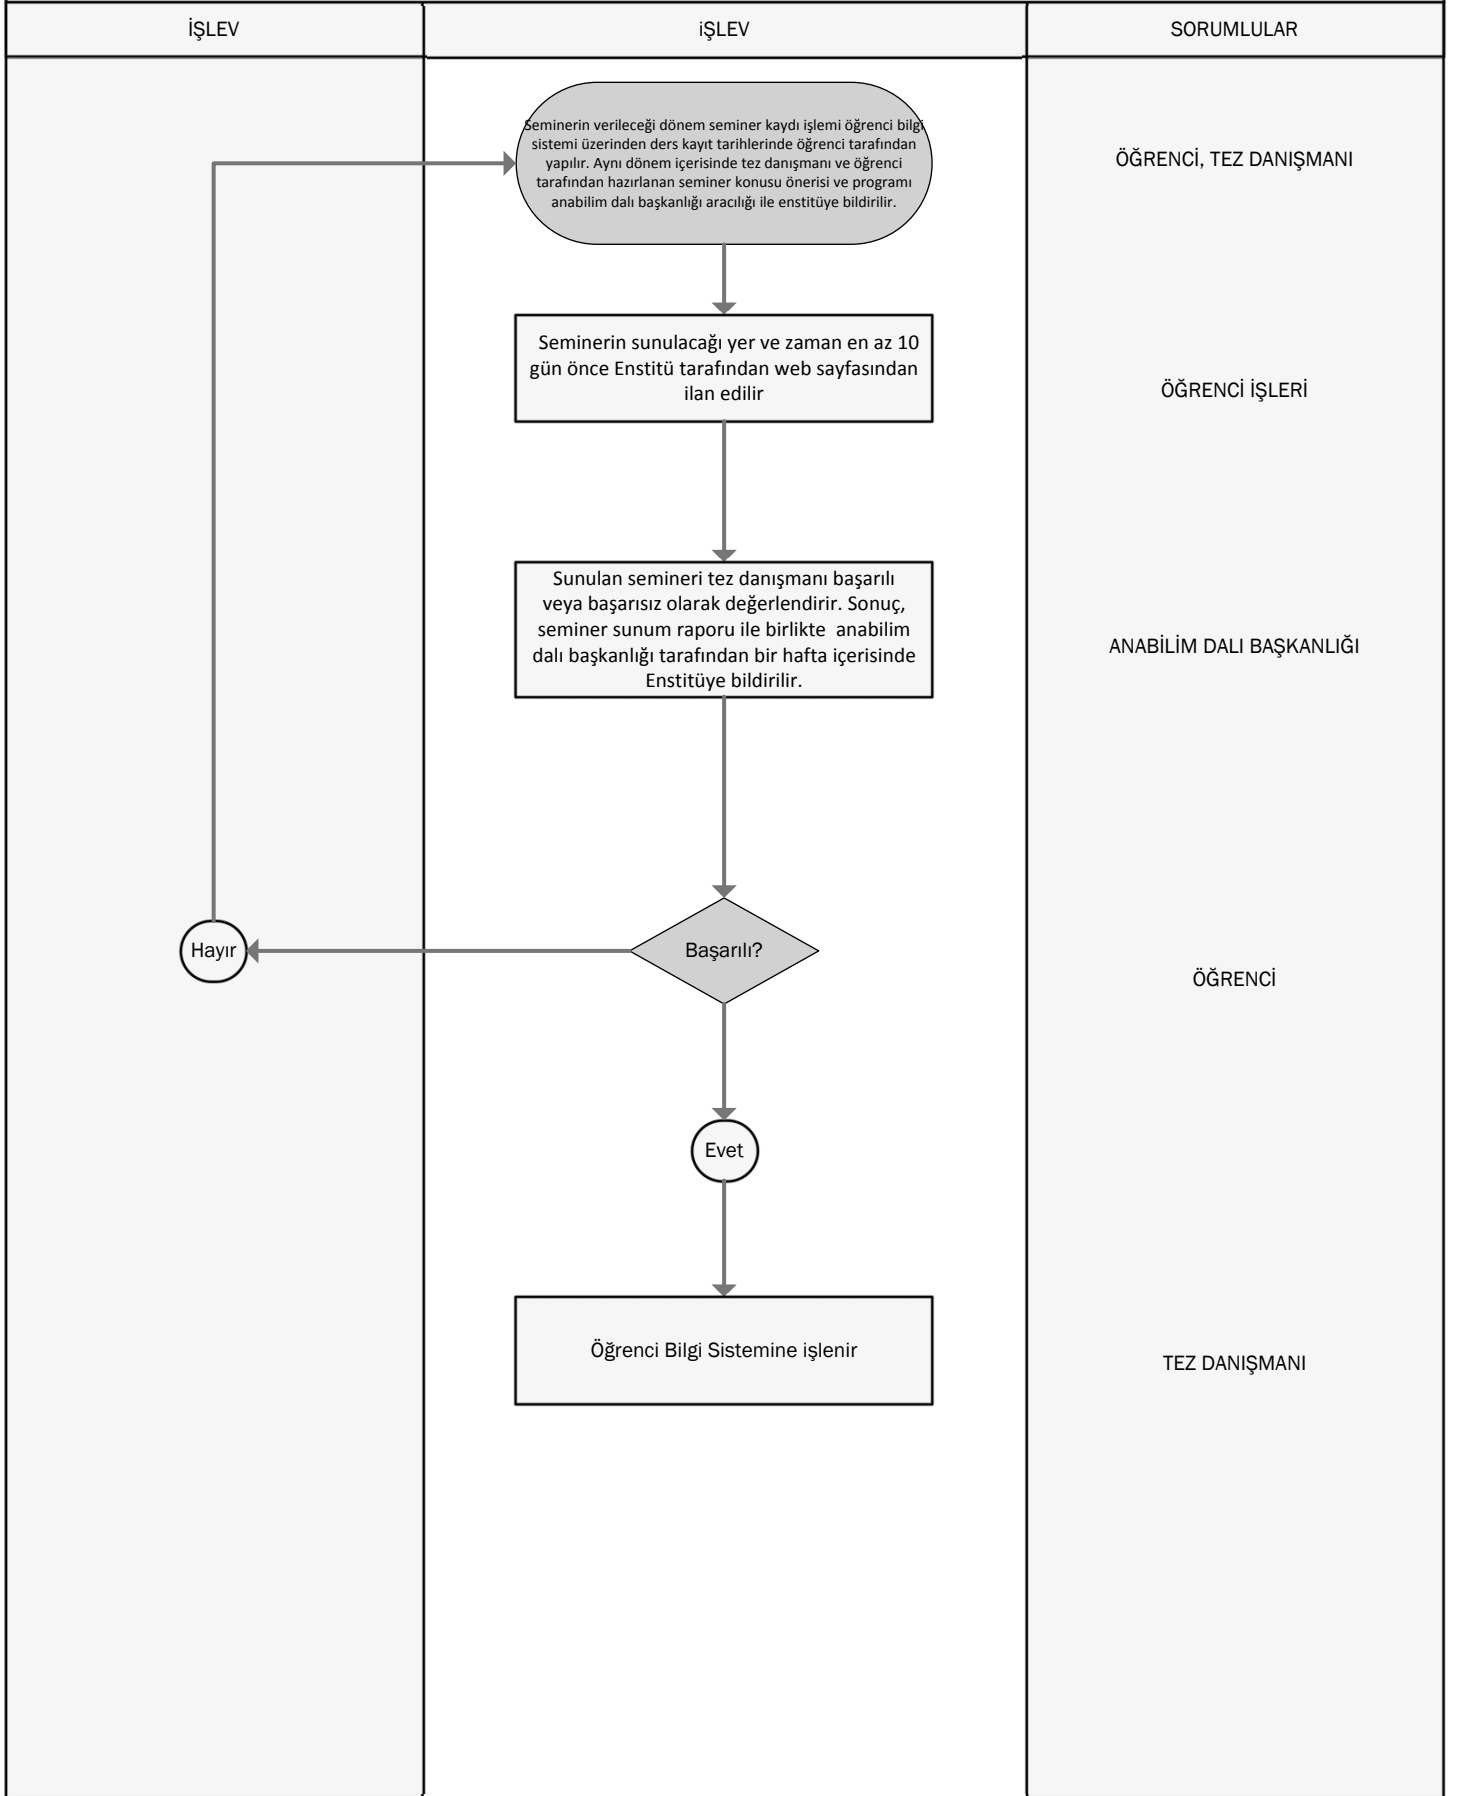 İŞLEV
iŞLEV
SORUMLULAR
Seminerin verileceği dönem seminer kaydı işlemi öğrenci bilgi
sistemi üzerinden ders kayıt tarihlerinde öğrenci tarafından
yapılır. Aynı dönem içerisinde tez danışmanı ve öğrenci
tarafından hazırlanan seminer konusu önerisi ve programı
anabilim dalı başkanlığı aracılığı ile enstitüye bildirilir.
ÖĞRENCİ, TEZ DANIŞMANI
Seminerin sunulacağı yer ve zaman en az 10
gün önce Enstitü tarafından web sayfasından
ilan edilir
ÖĞRENCİ İŞLERİ
Sunulan semineri tez danışmanı başarılı
veya başarısız olarak değerlendirir. Sonuç,
seminer sunum raporu ile birlikte anabilim
dalı başkanlığı tarafından bir hafta içerisinde
Enstitüye bildirilir.
ANABİLİM DALI BAŞKANLIĞI
Hayır
Başarılı?
ÖĞRENCİ
Evet
Öğrenci Bilgi Sistemine işlenir
TEZ DANIŞMANI